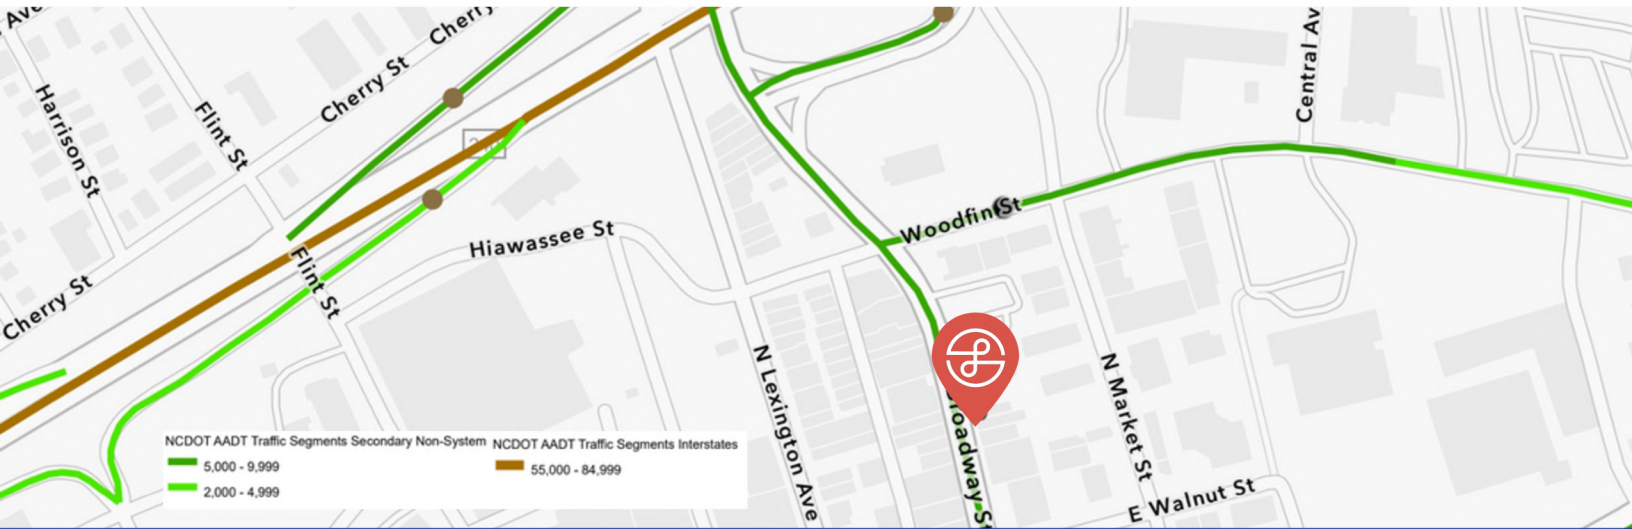 Ave
Cherry
Cherry St
Central Av
Harrison St
Flint St
Woodfin St
Hiawassee St
Flint St
Cherry St
N Lexington Ave
N Market St
roadway St
NCDOT AADT Traffic Segments Secondary Non-System
5,000 - 9,999
2,000 - 4,999
NCDOT AADT Traffic Segments Interstates
55,000 - 84,999
E Walnut St